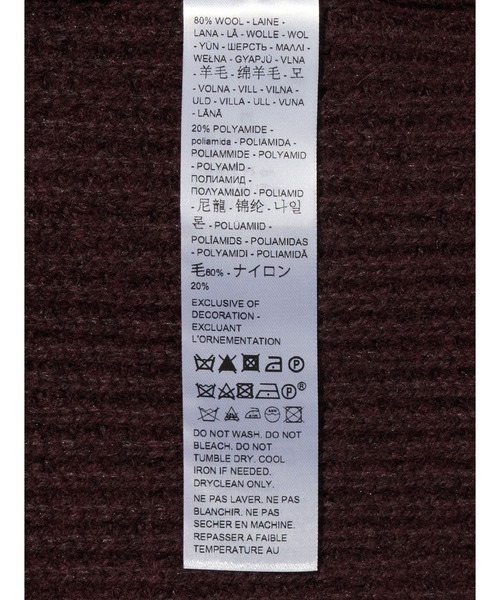 80% WOOL - LAINE -
LANA - LÃ - WOLLE - WOL
- YÜN - ШЕРСТЬ - ΜΑΛΛΙ -
WEŁNA - GYAPJÚ - VLNA
- 羊毛 - 绵羊毛 - 모
- VOLNA - VILL - VILNA -
ULD - VILLA - ULL - VUNA
- LÂNĂ
20% POLYAMIDE -
poliamida - POLIAMIDA -
POLIAMMIDE - POLYAMID
- POLYAMİD -
ПОЛИАМИД -
ΠΟΛΥΑΜΙΔΙΟ - POLIAMID
- 尼龍 - 锦纶 - 나일
론 - POLÜAMIID -
POLĪAMIDS - POLIAMIDAS
- POLYAMIDI - POLIAMIDĂ
毛80% - ナイロン
20%
EXCLUSIVE OF
DECORATION -
EXCLUANT
L'ORNEMENTATION
P
P®
DO NOT WASH. DO NOT
BLEACH. DO NOT
TUMBLE DRY. COOL
IRON IF NEEDED.
DRYCLEAN ONLY.
NE PAS LAVER. NE PAS
BLANCHIR. NE PAS
SECHER EN MACHINE.
REPASSER A FAIBLE
TEMPERATURE AU